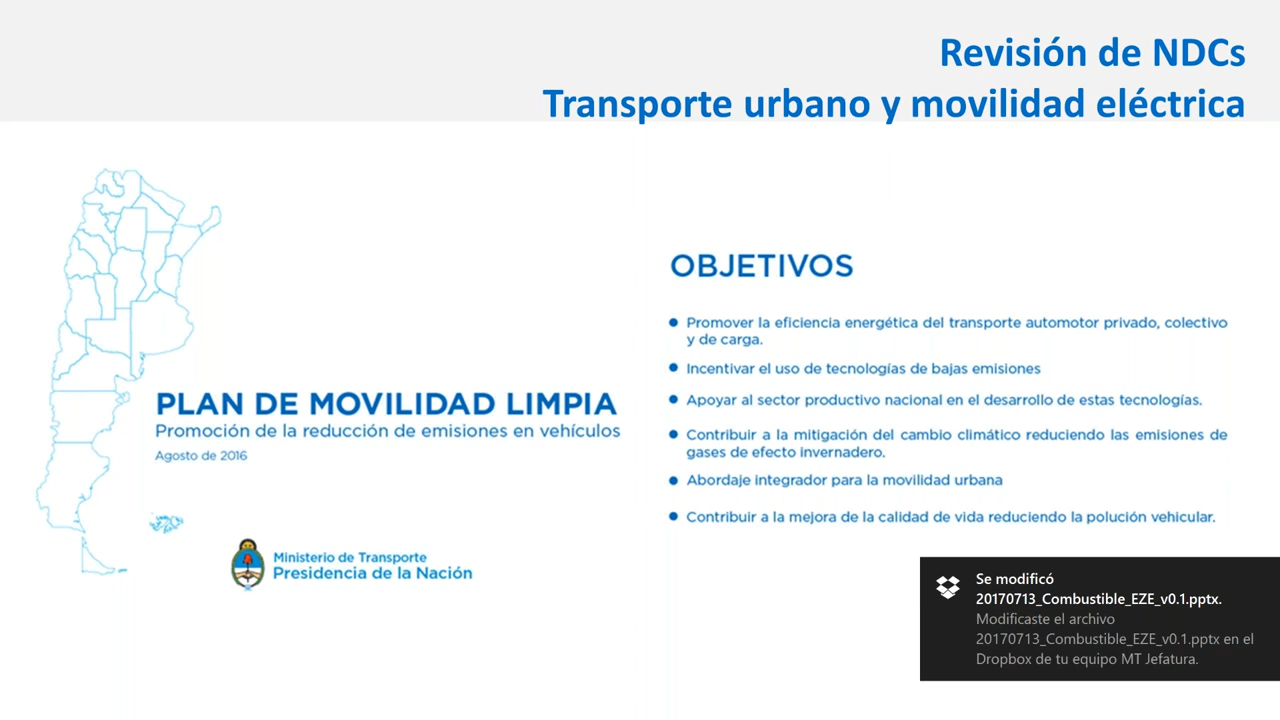 Revisión de NDCs
Transporte urbano y movilidad eléctrica
PLAN DE MOVILIDAD LIMPIA
Promoción de la reducción de emisiones en vehículos
Agosto de 2016
Ministerio de Transporte
Presidencia de la Nación
OBJETIVOS
• Promover la eficiencia energética del transporte automotor privado, colectivo
y de carga.
• Incentivar el uso de tecnologías de bajas emisiones
• Apoyar al sector productivo nacional en el desarrollo de estas tecnologías.
• Contribuir a la mitigación del cambio climático reduciendo las emisiones de
gases de efecto invernadero.
• Abordaje integrador para la movilidad urbana
• Contribuir a la mejora de la calidad de vida reduciendo la polución vehicular.
Se modificó
20170713_Combustible_EZE_v0.1.pptx.
Modificaste el archivo
20170713_Combustible_EZE_v0.1.pptx en el
Dropbox de tu equipo MT Jefatura.